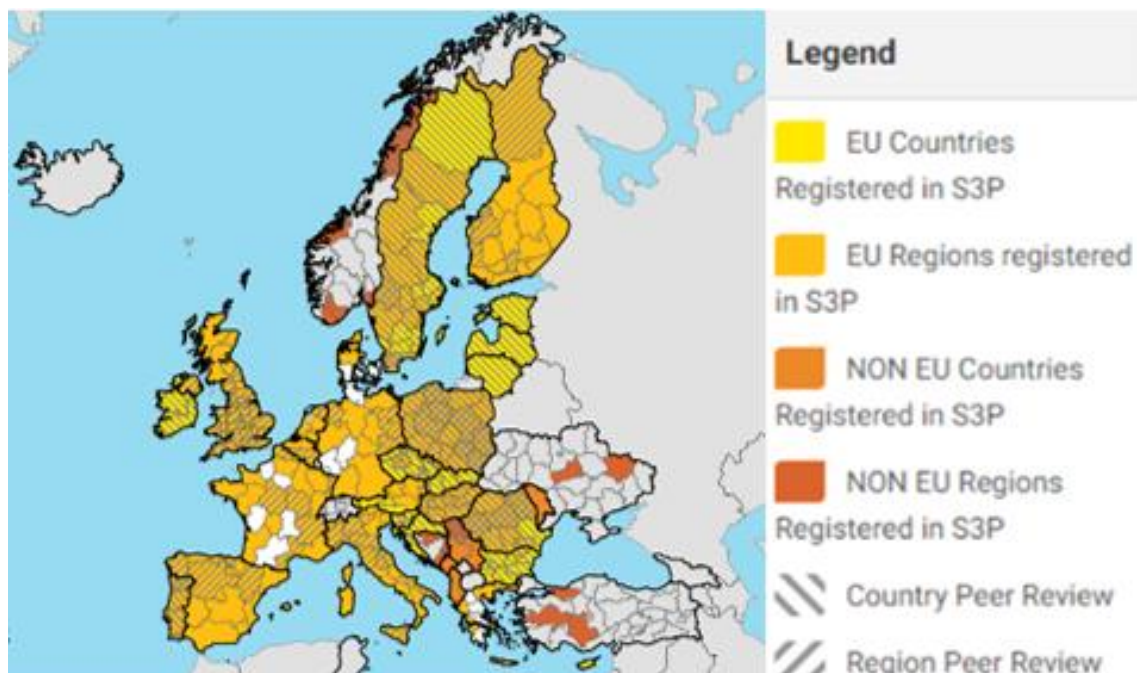 Legend
EU Countries
Registered in S3P
EU Regions registered
in S3P
NON EU Countries
Registered in S3P
NON EU Regions
Registered in S3P
Country Peer Review
Region Peer Review